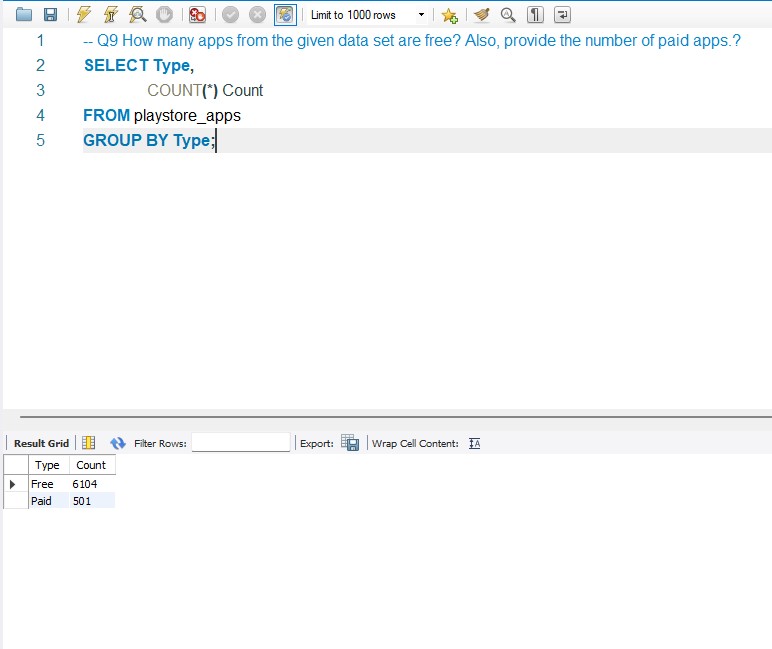 Limit to 1000 rows
1 -- Q9 How many apps from the given data set are free? Also, provide the number of paid apps.?
2 SELECT Type,
3 COUNT(*) Count
4 FROM playstore_apps
5 GROUP BY Type;
Result Grid Filter Rows: Export: Wrap Cell Content:
Type Count
Free 6104
Paid 501